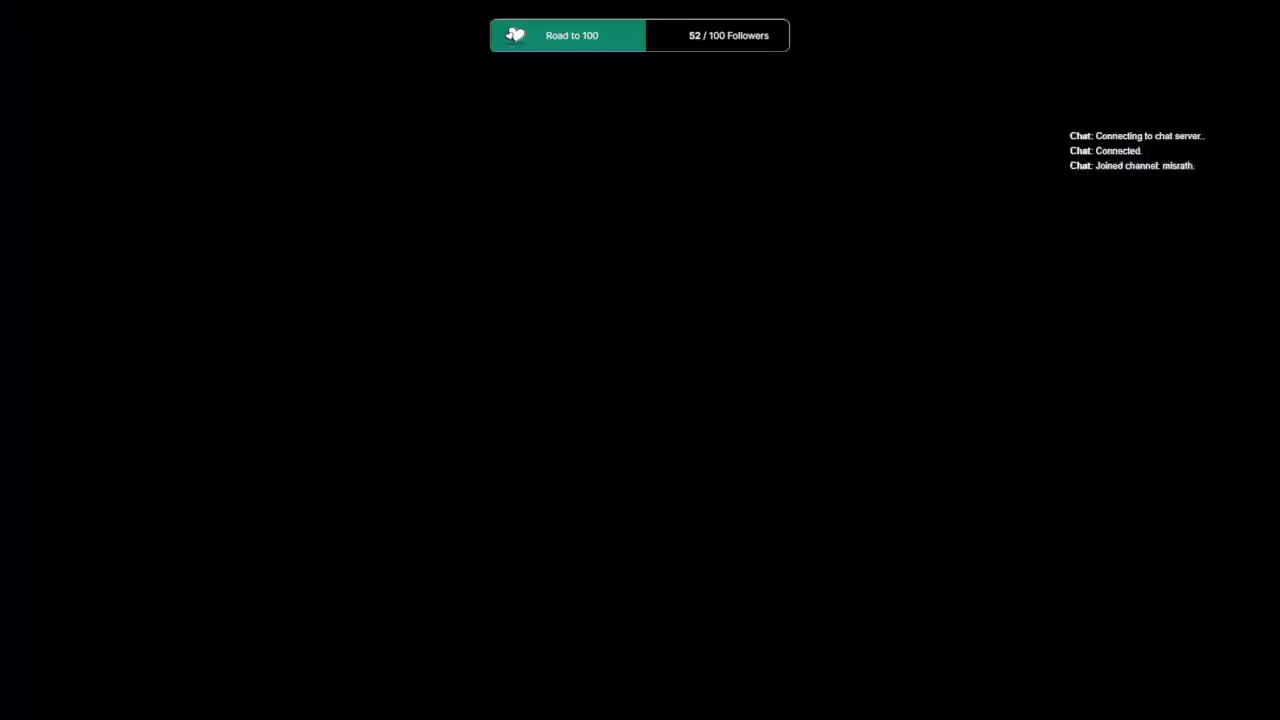 Road to 100
52 / 100 Followers
Chat: Connecting to chat server..
Chat: Connected.
Chat: Joined channel: misrath.